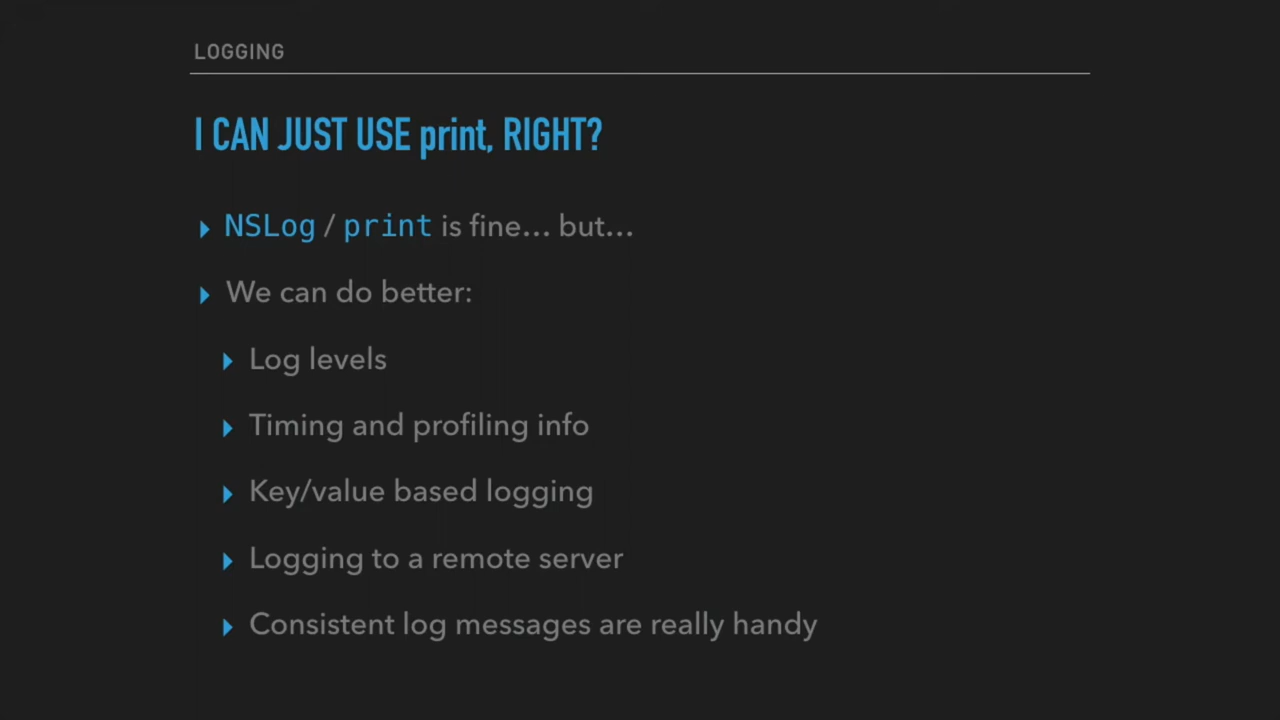 LOGGING
I CAN JUST USE print, RIGHT?
NSLog / print is fine... but...
We can do better:
Log levels
Timing and profiling info
Key/value based logging
Logging to a remote server
Consistent log messages are really handy